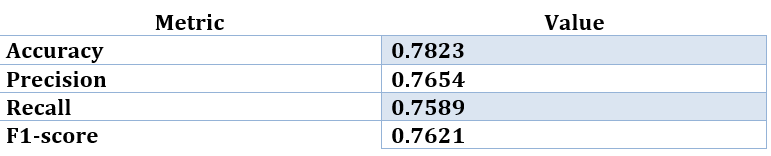 Metric Value
Accuracy 0.7823
Precision 0.7654
Recall 0.7589
F1-score 0.7621